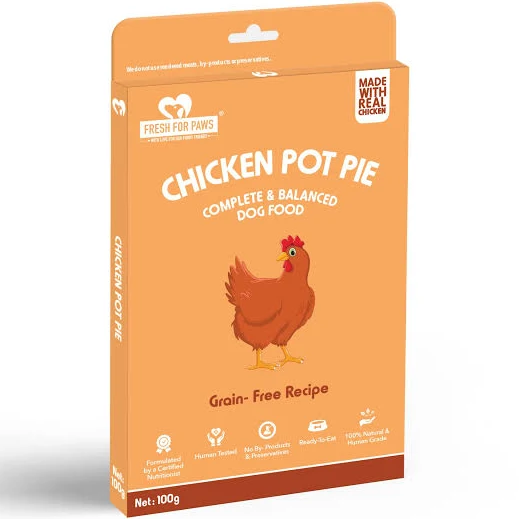 We do not use rendered meats, by-products or preservatives.
MADE
WITH
REAL
CHICKEN
FRESH FOR PAWS
®
CHICKEN POT PIE
COMPLETE & BALANCED
DOG FOOD
CHICKEN POT PIE
Grain- Free Recipe
Formulated
by a Certified
Nutritionist
Human Tested
No By- Products
& Preservatives
Ready-To-Eat
100% Natural &
Human Grade
Net:
100g
Net: 100g